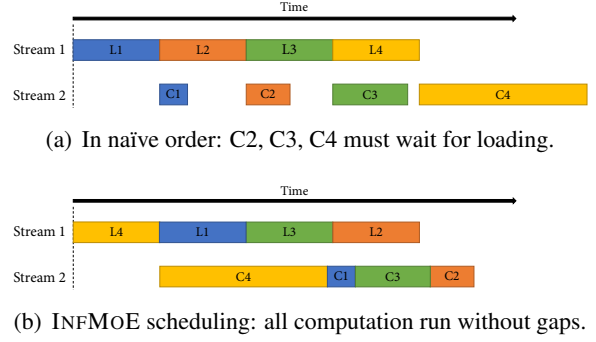 Time
Stream 1 L1 L2 L3 L4
Stream 2 C1 C2 C3 C4
(a) In naïve order: C2, C3, C4 must wait for loading.
Time
Stream 1 L4 L1 L3 L2
Stream 2 C4 C1 C3 C2
(b) INFMOE scheduling: all computation run without gaps.